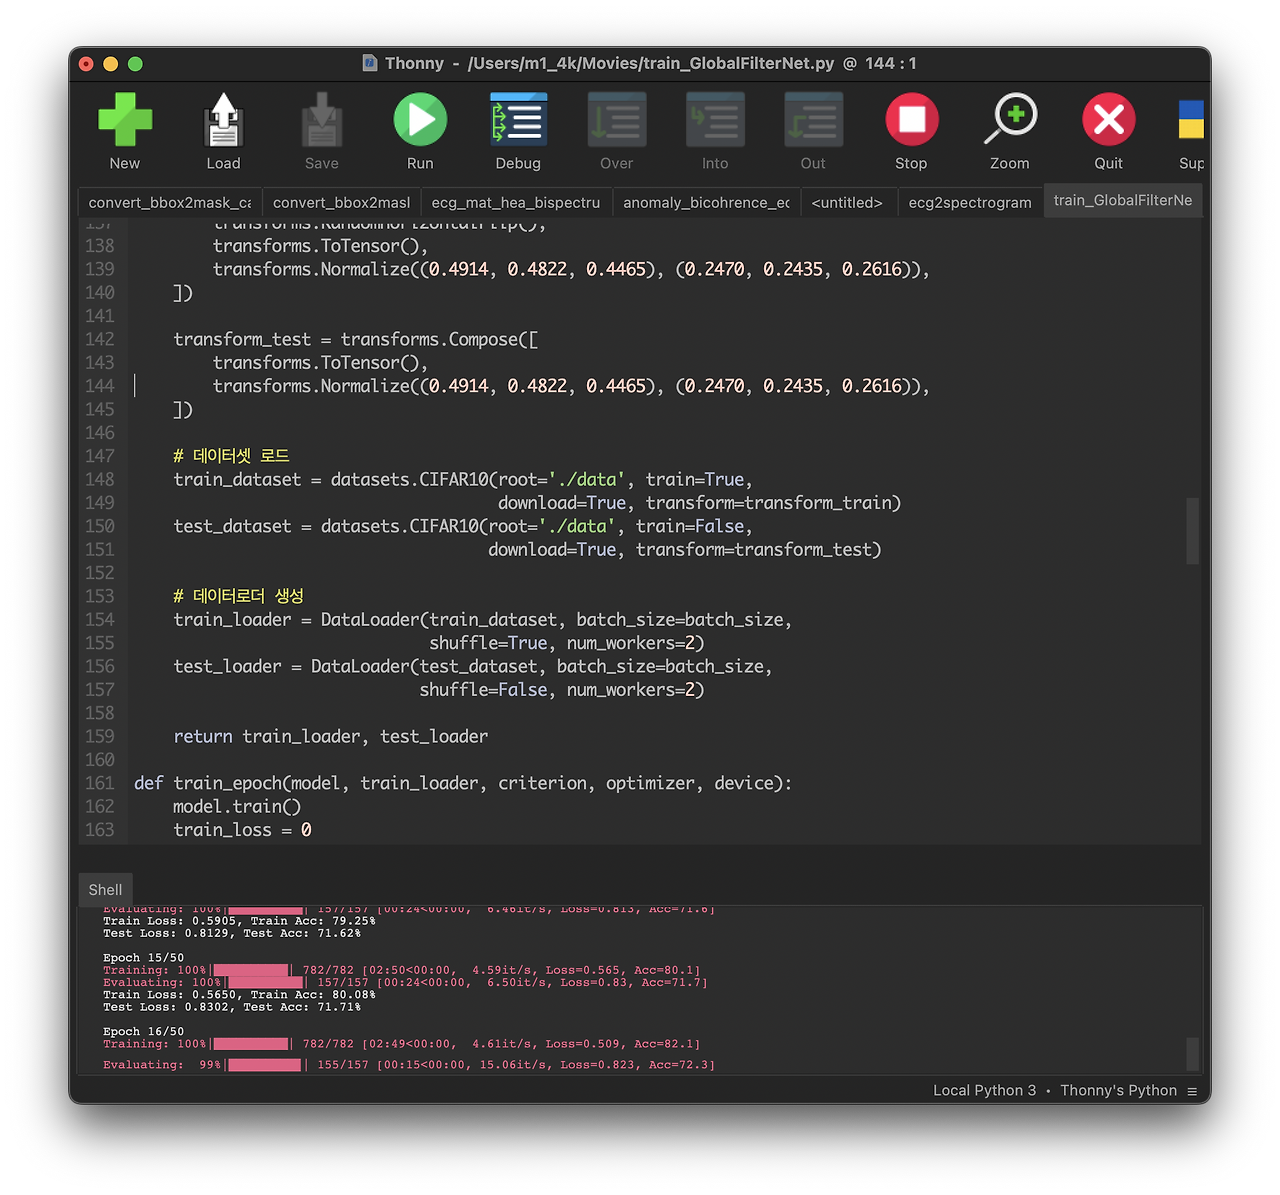 Thonny - /Users/m1_4k/Movies/train_GlobalFilterNet.py @ 144 : 1
New Load Save Run Debug Over Into Out Stop Zoom Quit Sup
convert_bbox2mask_ca convert_bbox2masl ecg_mat_hea_bispectru anomaly_bicohrence_ec <untitled> ecg2spectrogram train_GlobalFilterNe
137 transforms.RandomHorizontalFlip(),
138 transforms.ToTensor(),
139 transforms.Normalize((0.4914, 0.4822, 0.4465), (0.2470, 0.2435, 0.2616)),
140 ])
141
142 transform_test = transforms.Compose([
143 transforms.ToTensor(),
144 transforms.Normalize((0.4914, 0.4822, 0.4465), (0.2470, 0.2435, 0.2616)),
145 ])
146
147 # 데이터셋 로드
148 train_dataset = datasets.CIFAR10(root='./data', train=True,
149 download=True, transform=transform_train)
150 test_dataset = datasets.CIFAR10(root='./data', train=False,
151 download=True, transform=transform_test)
152
153 # 데이터로더 생성
154 train_loader = DataLoader(train_dataset, batch_size=batch_size,
155 shuffle=True, num_workers=2)
156 test_loader = DataLoader(test_dataset, batch_size=batch_size,
157 shuffle=False, num_workers=2)
158
159 return train_loader, test_loader
160
161 def train_epoch(model, train_loader, criterion, optimizer, device):
162 model.train()
163 train_loss = 0
Shell
Evaluating: 100%| | 157/157 [00:24<00:00, 6.46it/s, Loss=0.813, Acc=71.6]
Train Loss: 0.5905, Train Acc: 79.25%
Test Loss: 0.8129, Test Acc: 71.62%
Epoch 15/50
Training: 100%| | 782/782 [02:50<00:00, 4.59it/s, Loss=0.565, Acc=80.1]
Evaluating: 100%| | 157/157 [00:24<00:00, 6.50it/s, Loss=0.83, Acc=71.7]
Train Loss: 0.5650, Train Acc: 80.08%
Test Loss: 0.8302, Test Acc: 71.71%
Epoch 16/50
Training: 100%| | 782/782 [02:49<00:00, 4.61it/s, Loss=0.509, Acc=82.1]
Evaluating: 99%| | 155/157 [00:15<00:00, 15.06it/s, Loss=0.823, Acc=72.3]
Local Python 3 • Thonny's Python ≡